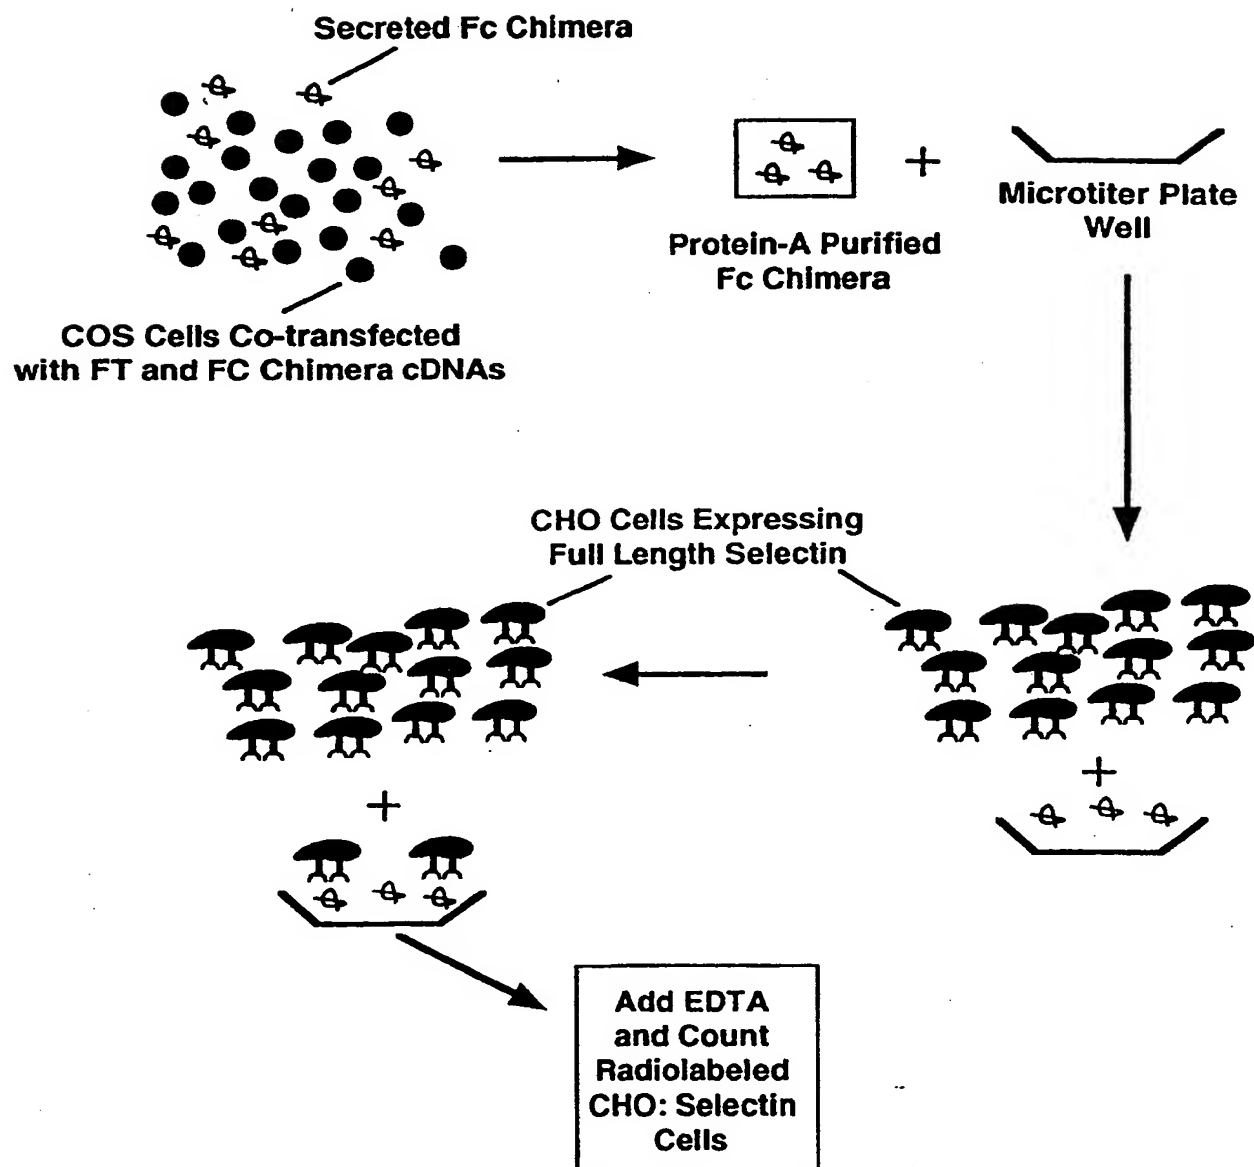 Secreted Fc Chimera
+
Microtiter Plate
Well
Protein-A Purified
Fc Chimera
COS Cells Co-transfected
with FT and FC Chimera cDNAs
CHO Cells Expressing
Full Length Selectin
+
+
Add EDTA
and Count
Radiolabeled
CHO: Selectin
Cells